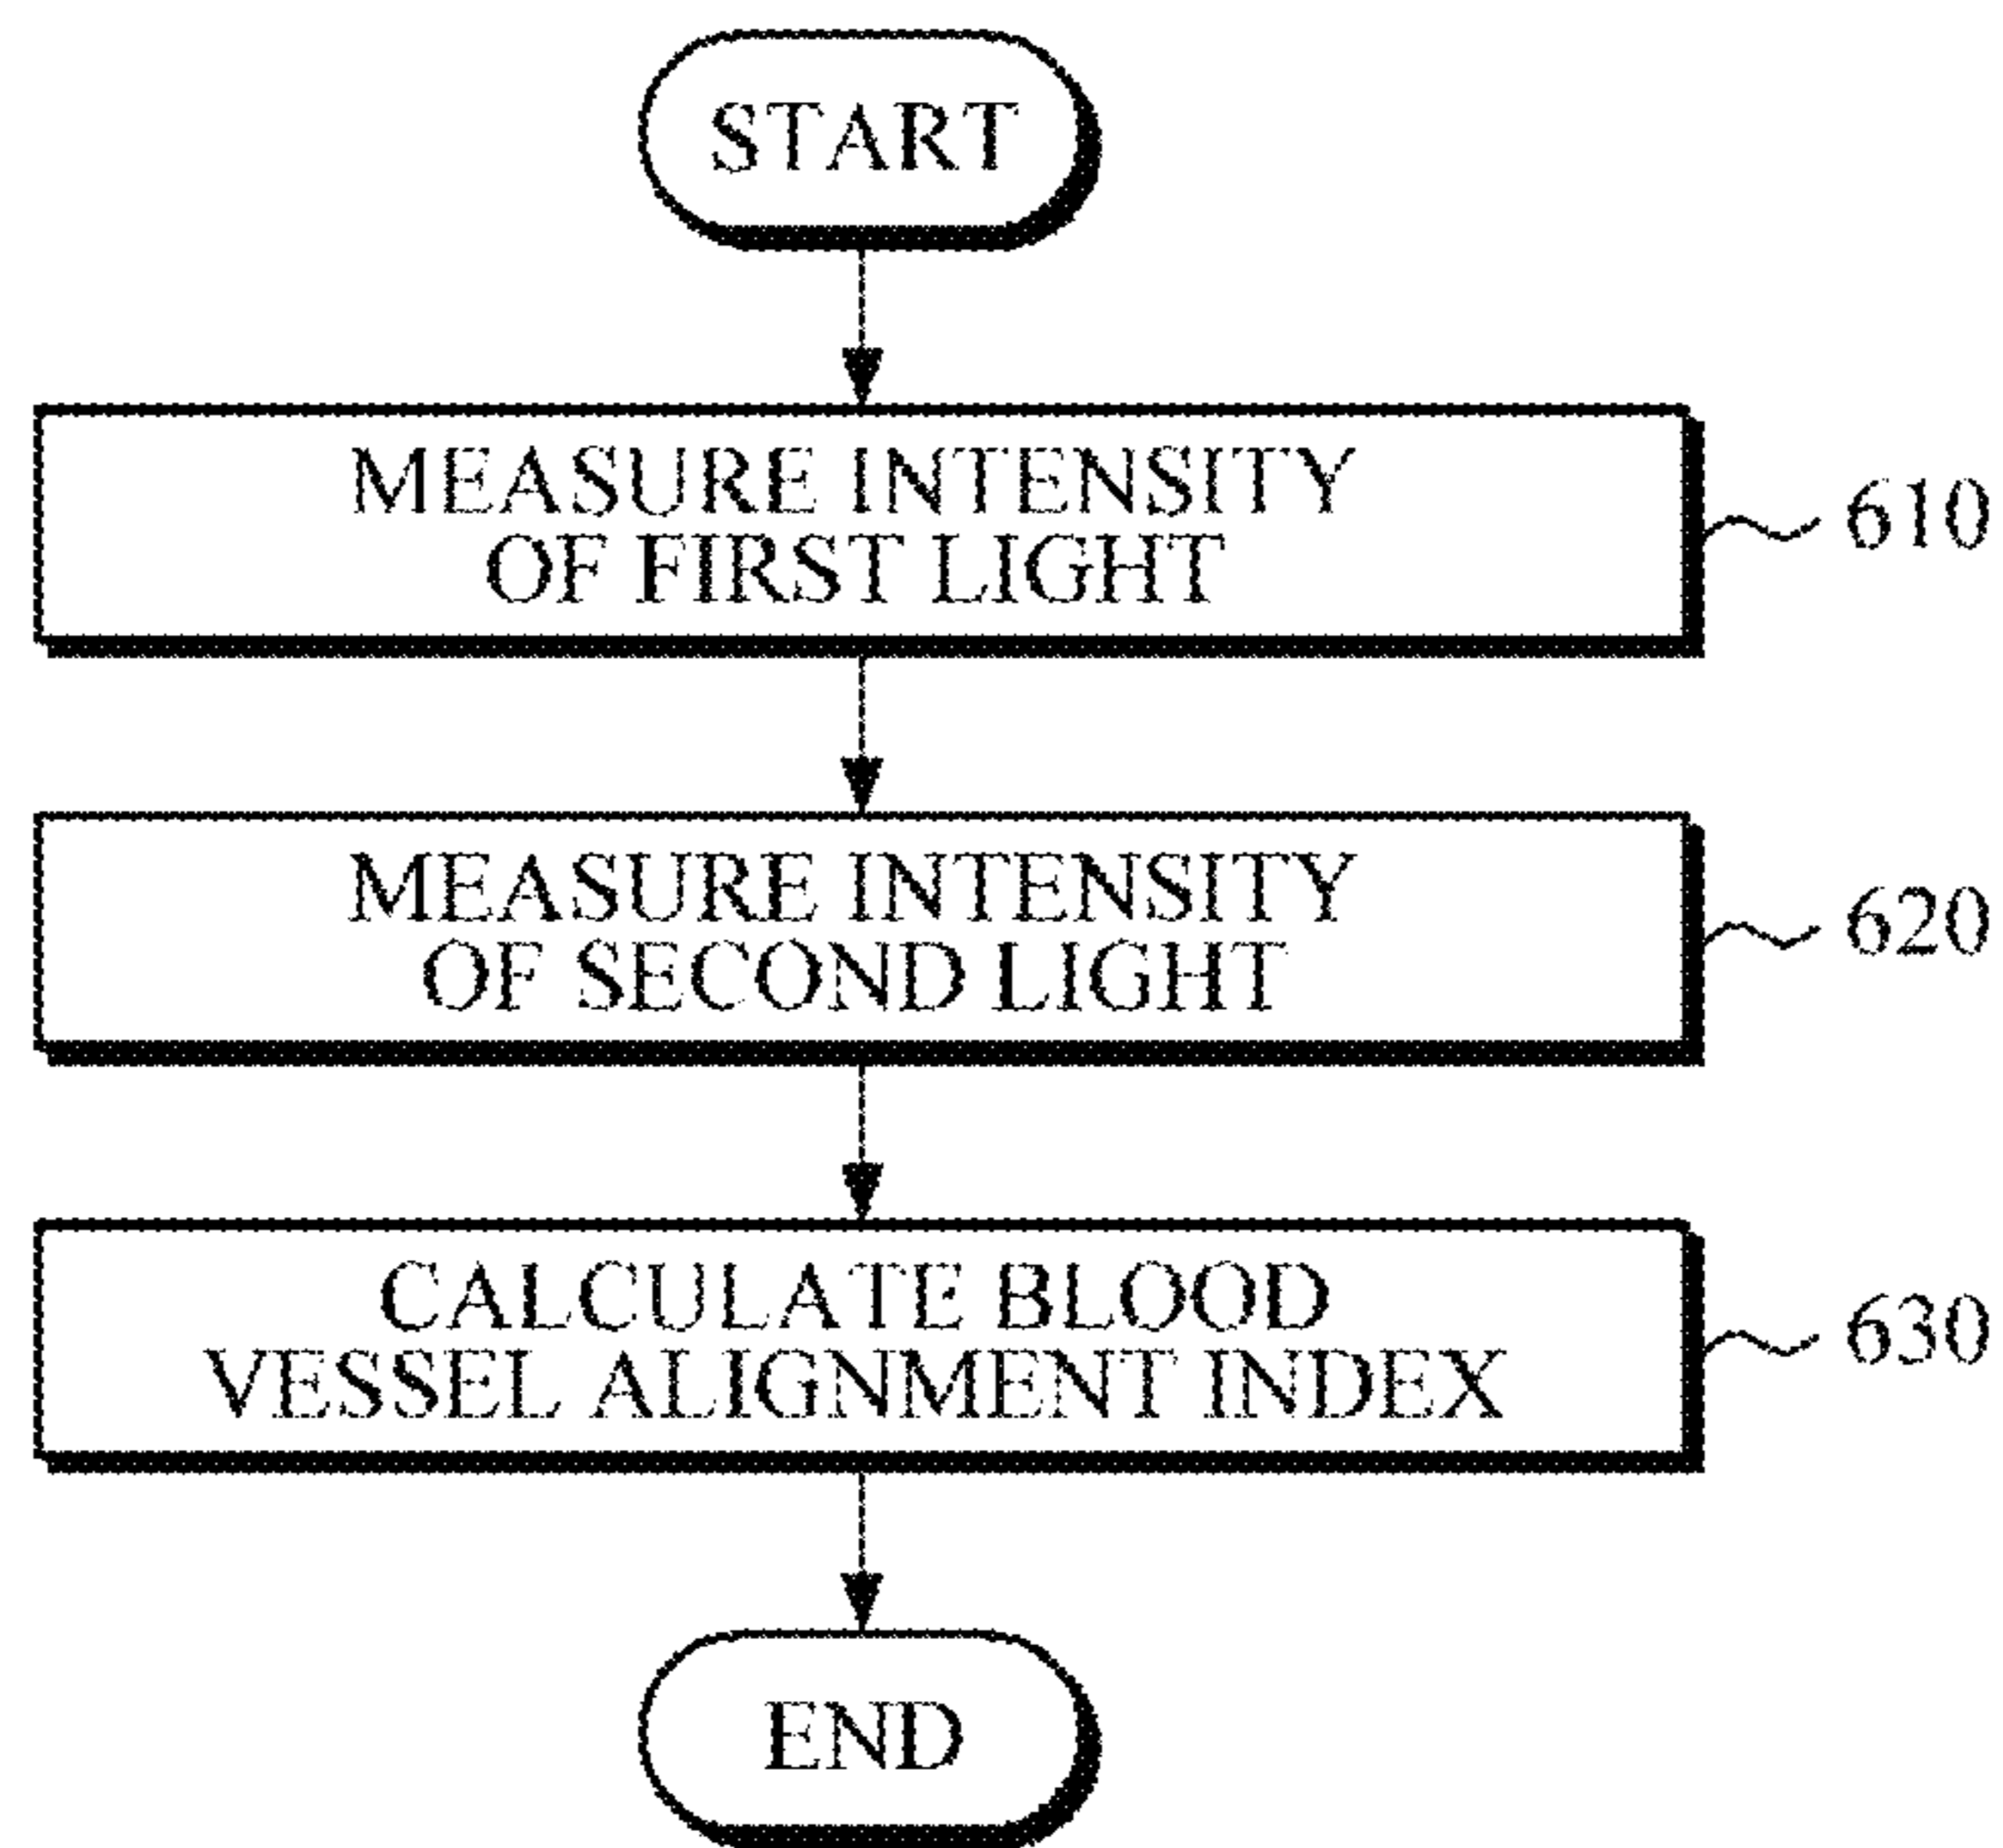 START
MEASURE INTENSITY
OF FIRST LIGHT
610
MEASURE INTENSITY
OF SECOND LIGHT
620
CALCULATE BLOOD
VESSEL ALIGNMENT INDEX
630
END